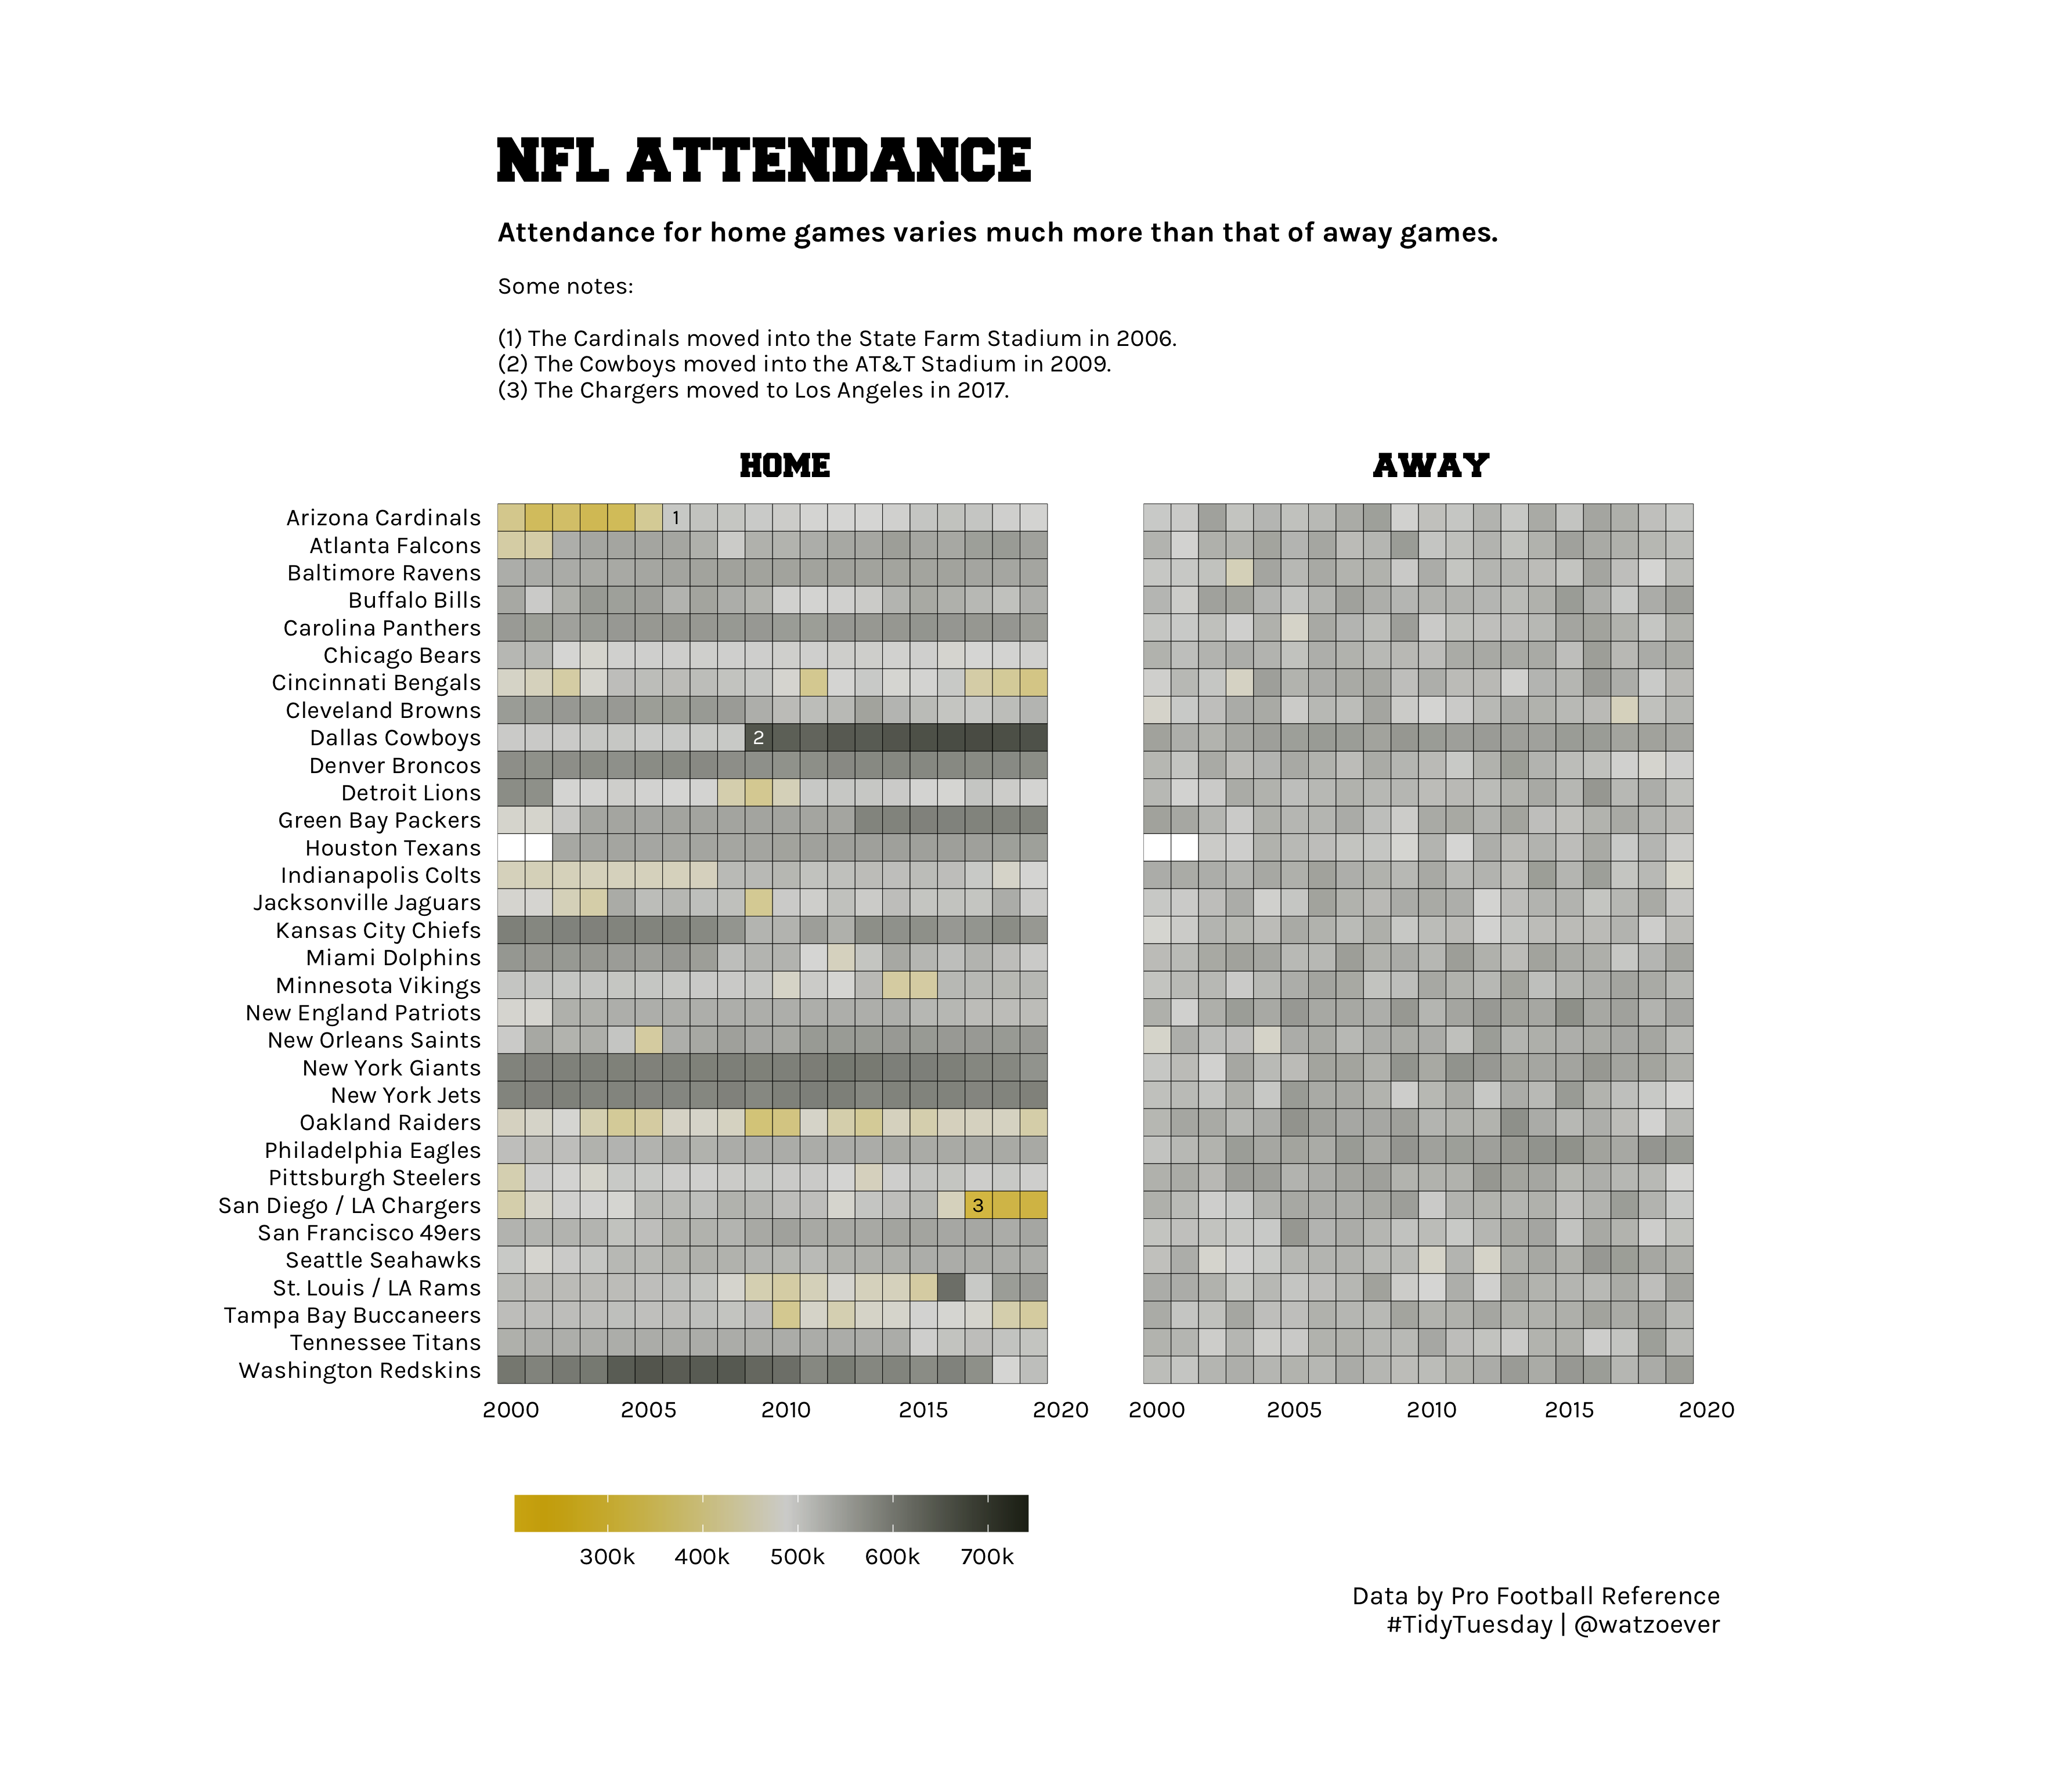 NFL ATTENDANCE
Attendance for home games varies much more than that of away games.
Some notes:
(1) The Cardinals moved into the State Farm Stadium in 2006.
(2) The Cowboys moved into the AT&T Stadium in 2009.
(3) The Chargers moved to Los Angeles in 2017.
HOME
AWAY
Arizona Cardinals 1
Atlanta Falcons
Baltimore Ravens
Buffalo Bills
Carolina Panthers
Chicago Bears
Cincinnati Bengals
Cleveland Browns
Dallas Cowboys 2
Denver Broncos
Detroit Lions
Green Bay Packers
Houston Texans
Indianapolis Colts
Jacksonville Jaguars
Kansas City Chiefs
Miami Dolphins
Minnesota Vikings
New England Patriots
New Orleans Saints
New York Giants
New York Jets
Oakland Raiders
Philadelphia Eagles
Pittsburgh Steelers
San Diego / LA Chargers 3
San Francisco 49ers
Seattle Seahawks
St. Louis / LA Rams
Tampa Bay Buccaneers
Tennessee Titans
Washington Redskins
2000 2005 2010 2015 2020
2000 2005 2010 2015 2020
300k 400k 500k 600k 700k
Data by Pro Football Reference
#TidyTuesday | @watzoever